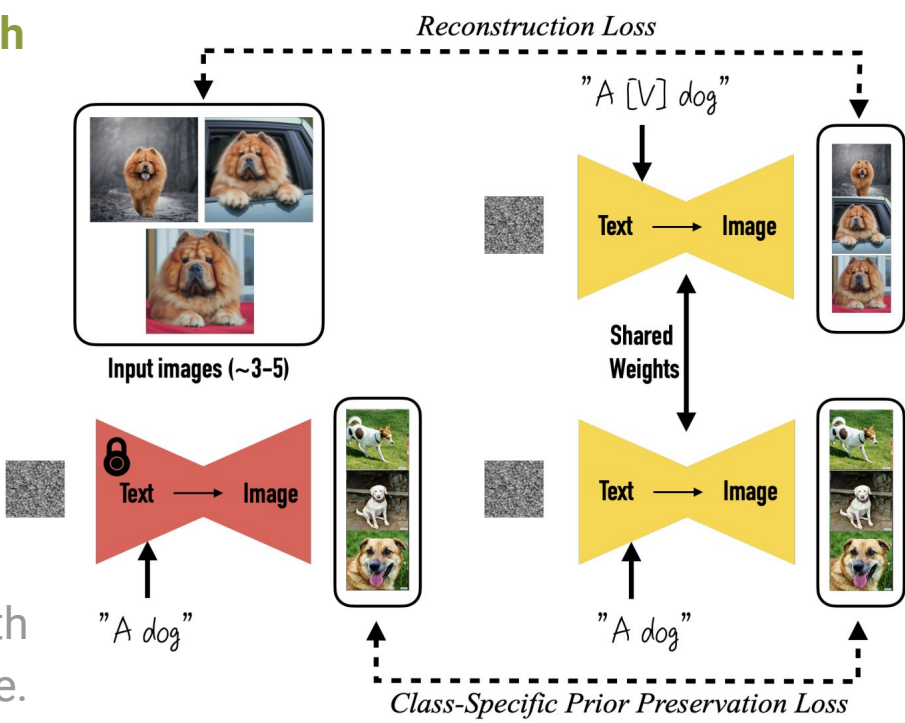 h
Reconstruction Loss
"A [V] dog"
Text → Image
Shared
Weights
Input images (~3-5)
Text → Image
Text → Image
th
"A dog"
"A dog"
e.
Class-Specific Prior Preservation Loss